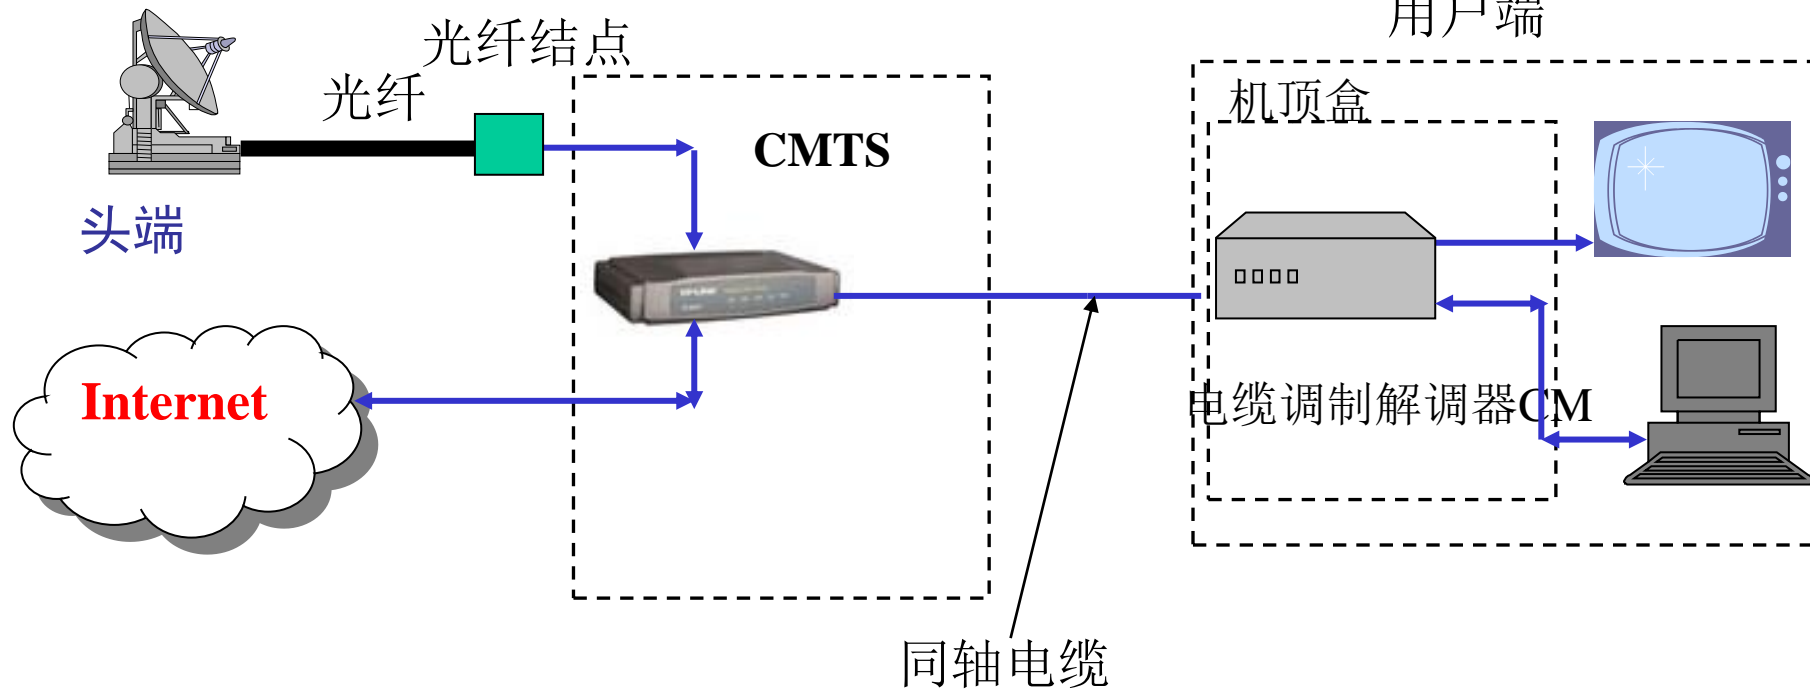 用户端
光纤结点
光纤
机顶盒
CMTS
头端
Internet
电缆调制解调器CM
同轴电缆